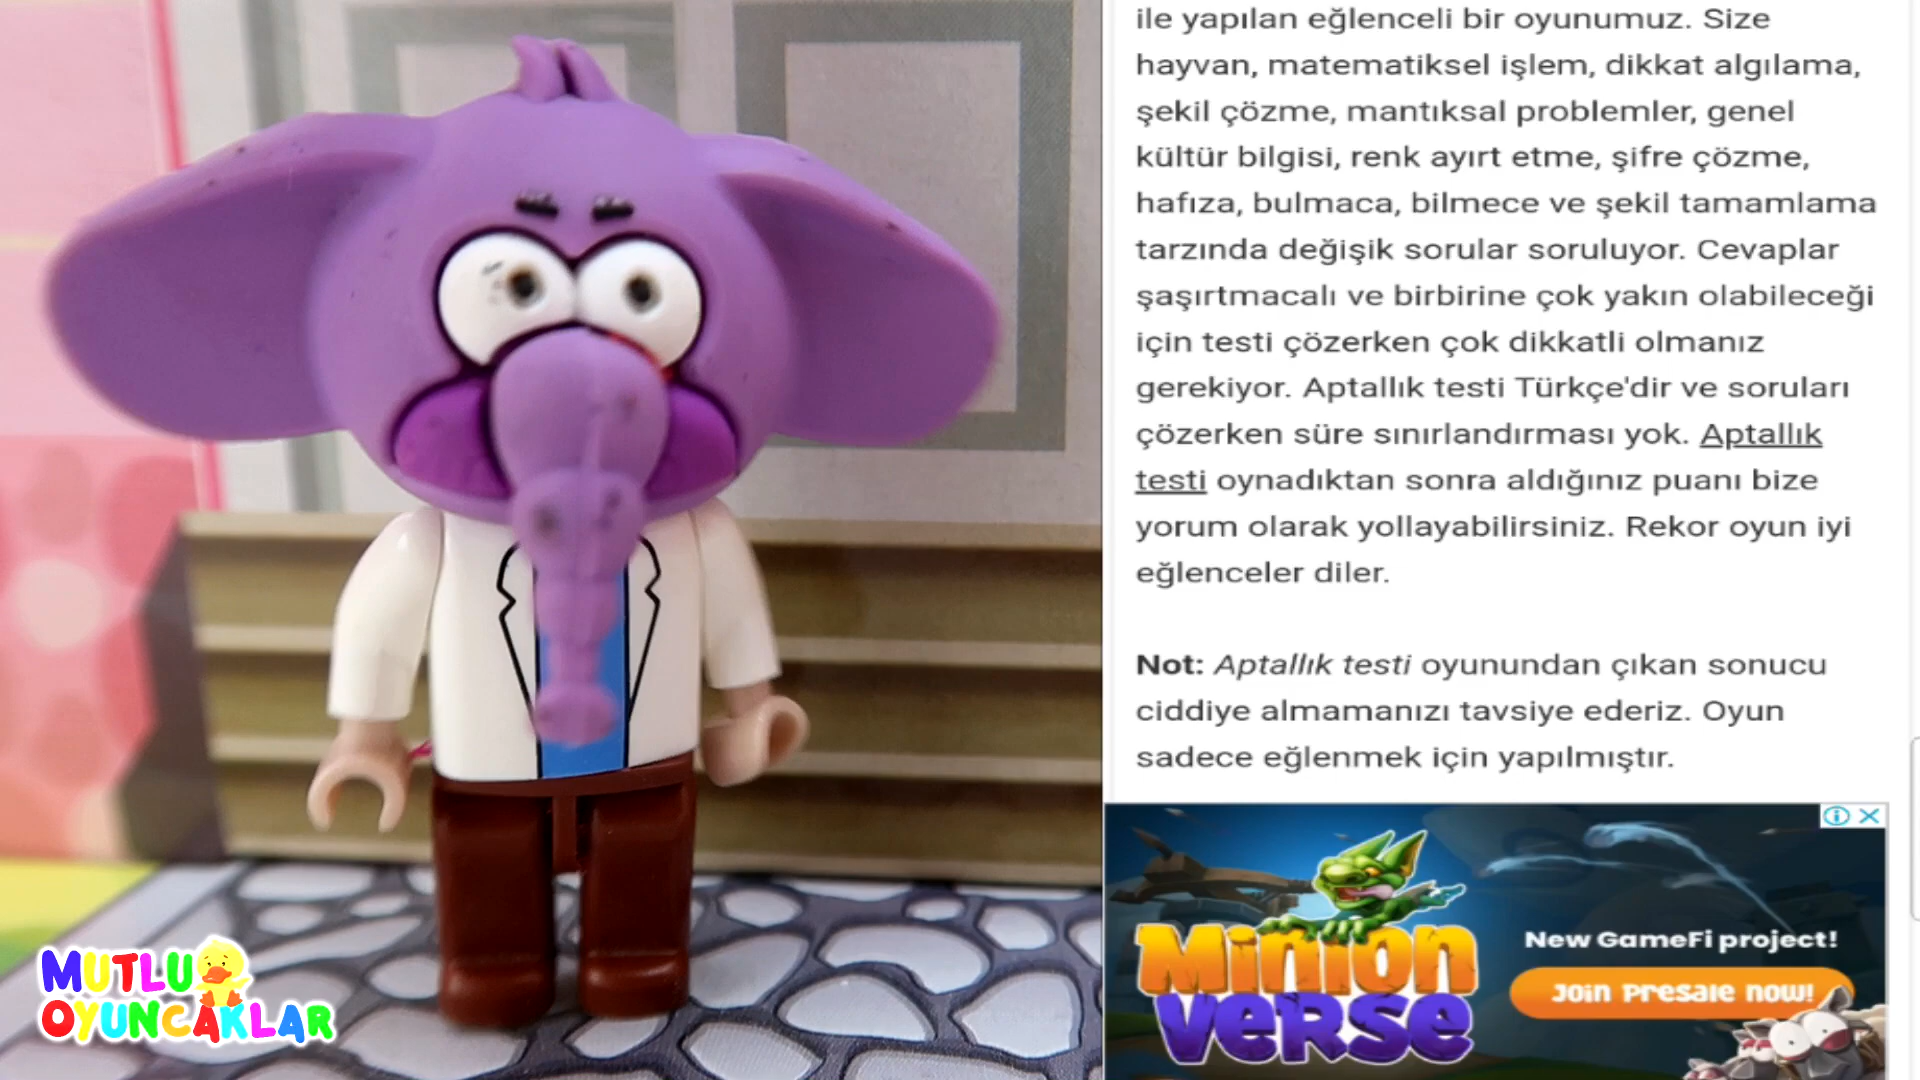 ile yapılan eğlenceli bir oyunumuz. Size
hayvan, matematiksel işlem, dikkat algılama,
şekil çözme, mantıksal problemler, genel
kültür bilgisi, renk ayırt etme, şifre çözme,
hafıza, bulmaca, bilmece ve şekil tamamlama
tarzında değişik sorular soruluyor. Cevaplar
şaşırtmacalı ve birbirine çok yakın olabileceği
için testi çözerken çok dikkatli olmanız
gerekiyor. Aptallık testi Türkçe'dir ve soruları
çözerken süre sınırlandırması yok. Aptallık
testi oynadıktan sonra aldığınız puanı bize
yorum olarak yollayabilirsiniz. Rekor oyun iyi
eğlenceler diler.
Not: Aptallık testi oyunundan çıkan sonucu
ciddiye almamanızı tavsiye ederiz. Oyun
sadece eğlenmek için yapılmıştır.
Minion
Verse
New GameFi project!
Join Presale now!
MUTLU
OYUNCAKLAR